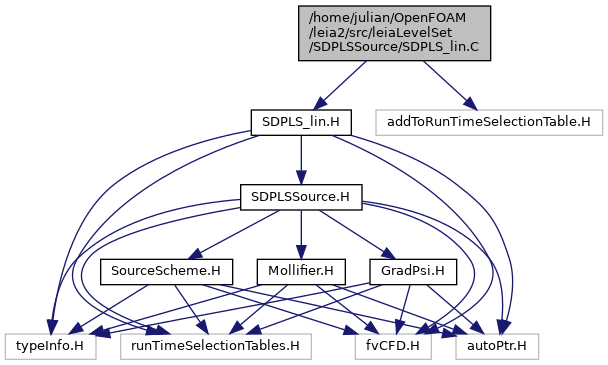 /home/julian/OpenFOAM
/leia2/src/leiaLevelSet
/SDPLSSource/SDPLS_lin.C
SDPLS_lin.H
addToRunTimeSelectionTable.H
SDPLSSource.H
SourceScheme.H
Mollifier.H
GradPsi.H
typeInfo.H
runTimeSelectionTables.H
fvCFD.H
autoPtr.H